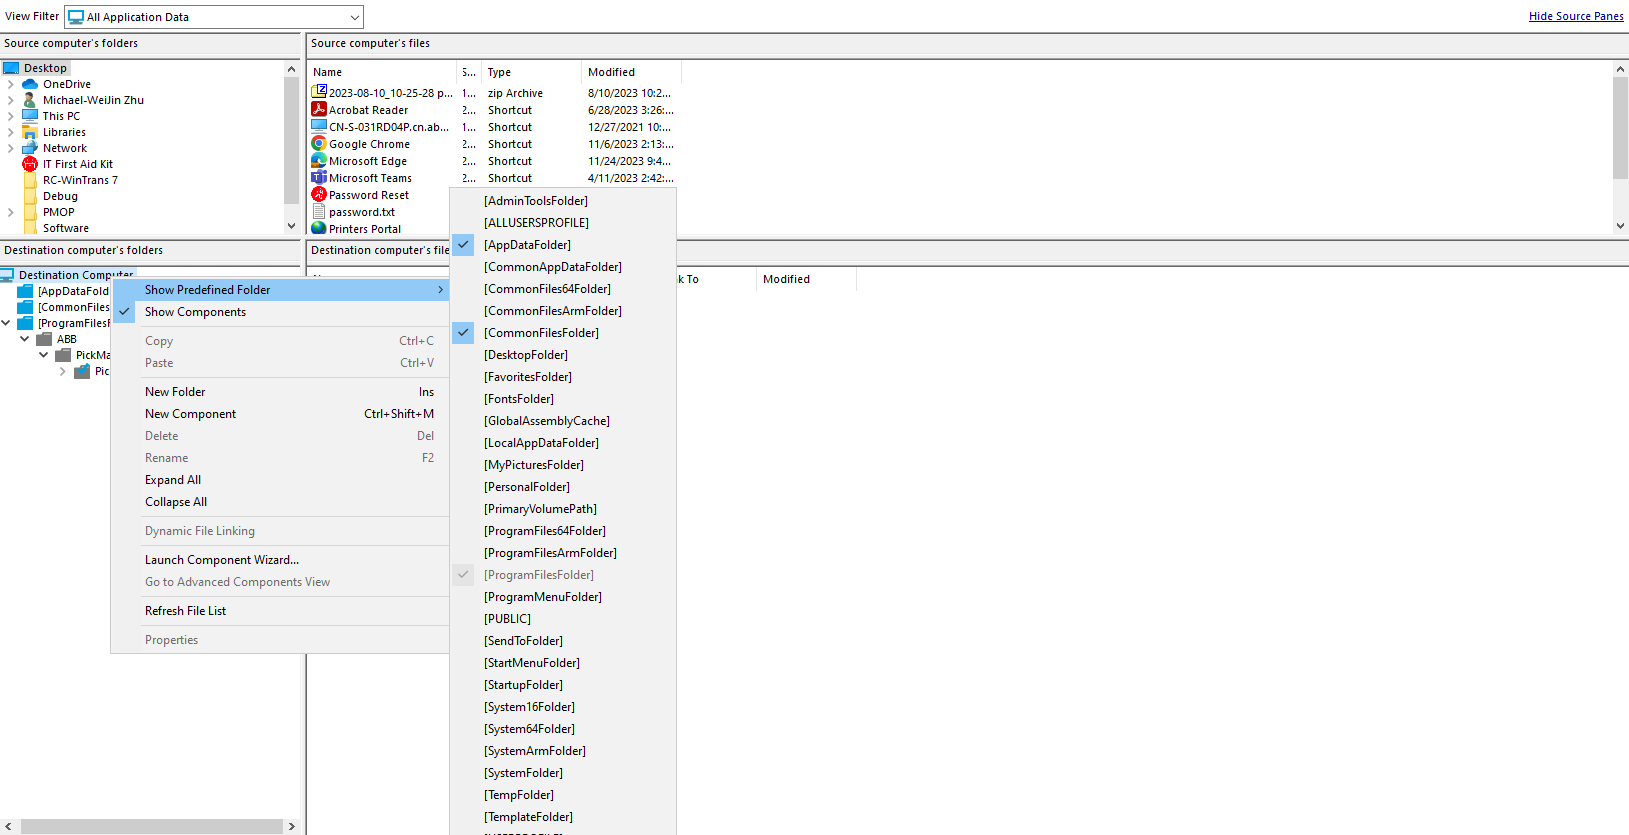 View Filter All Application Data Hide Source Panes
Source computer's folders
Source computer's files
Desktop
OneDrive
Michael-WeiJin Zhu
This PC
Libraries
Network
IT First Aid Kit
RC-WinTrans 7
Debug
PMOP
Software
Name S... Type Modified
2023-08-10_10-25-28 p... 1... zip Archive 8/10/2023 10:2...
Acrobat Reader 2... Shortcut 6/28/2023 3:26:...
CN-S-031RD04P.cn.ab... 1... Shortcut 12/27/2021 10:...
Google Chrome 2... Shortcut 11/6/2023 2:13:...
Microsoft Edge 2... Shortcut 11/24/2023 9:4...
Microsoft Teams 2... Shortcut 4/11/2023 2:42:...
Password Reset
password.txt
Printers Portal
Destination computer's folders
Destination computer's file
Destination Computer
[AppDataFold
[CommonFiles
[ProgramFilesF
ABB
PickMa
Pic
k To Modified
Show Predefined Folder
Show Components
Copy Ctrl+C
Paste Ctrl+V
New Folder Ins
New Component Ctrl+Shift+M
Delete Del
Rename F2
Expand All
Collapse All
Dynamic File Linking
Launch Component Wizard...
Go to Advanced Components View
Refresh File List
Properties
[AdminToolsFolder]
[ALLUSERSPROFILE]
[AppDataFolder]
[CommonAppDataFolder]
[CommonFiles64Folder]
[CommonFilesArmFolder]
[CommonFilesFolder]
[DesktopFolder]
[FavoritesFolder]
[FontsFolder]
[GlobalAssemblyCache]
[LocalAppDataFolder]
[MyPicturesFolder]
[PersonalFolder]
[PrimaryVolumePath]
[ProgramFiles64Folder]
[ProgramFilesArmFolder]
[ProgramFilesFolder]
[ProgramMenuFolder]
[PUBLIC]
[SendToFolder]
[StartMenuFolder]
[StartupFolder]
[System16Folder]
[System64Folder]
[SystemArmFolder]
[SystemFolder]
[TempFolder]
[TemplateFolder]